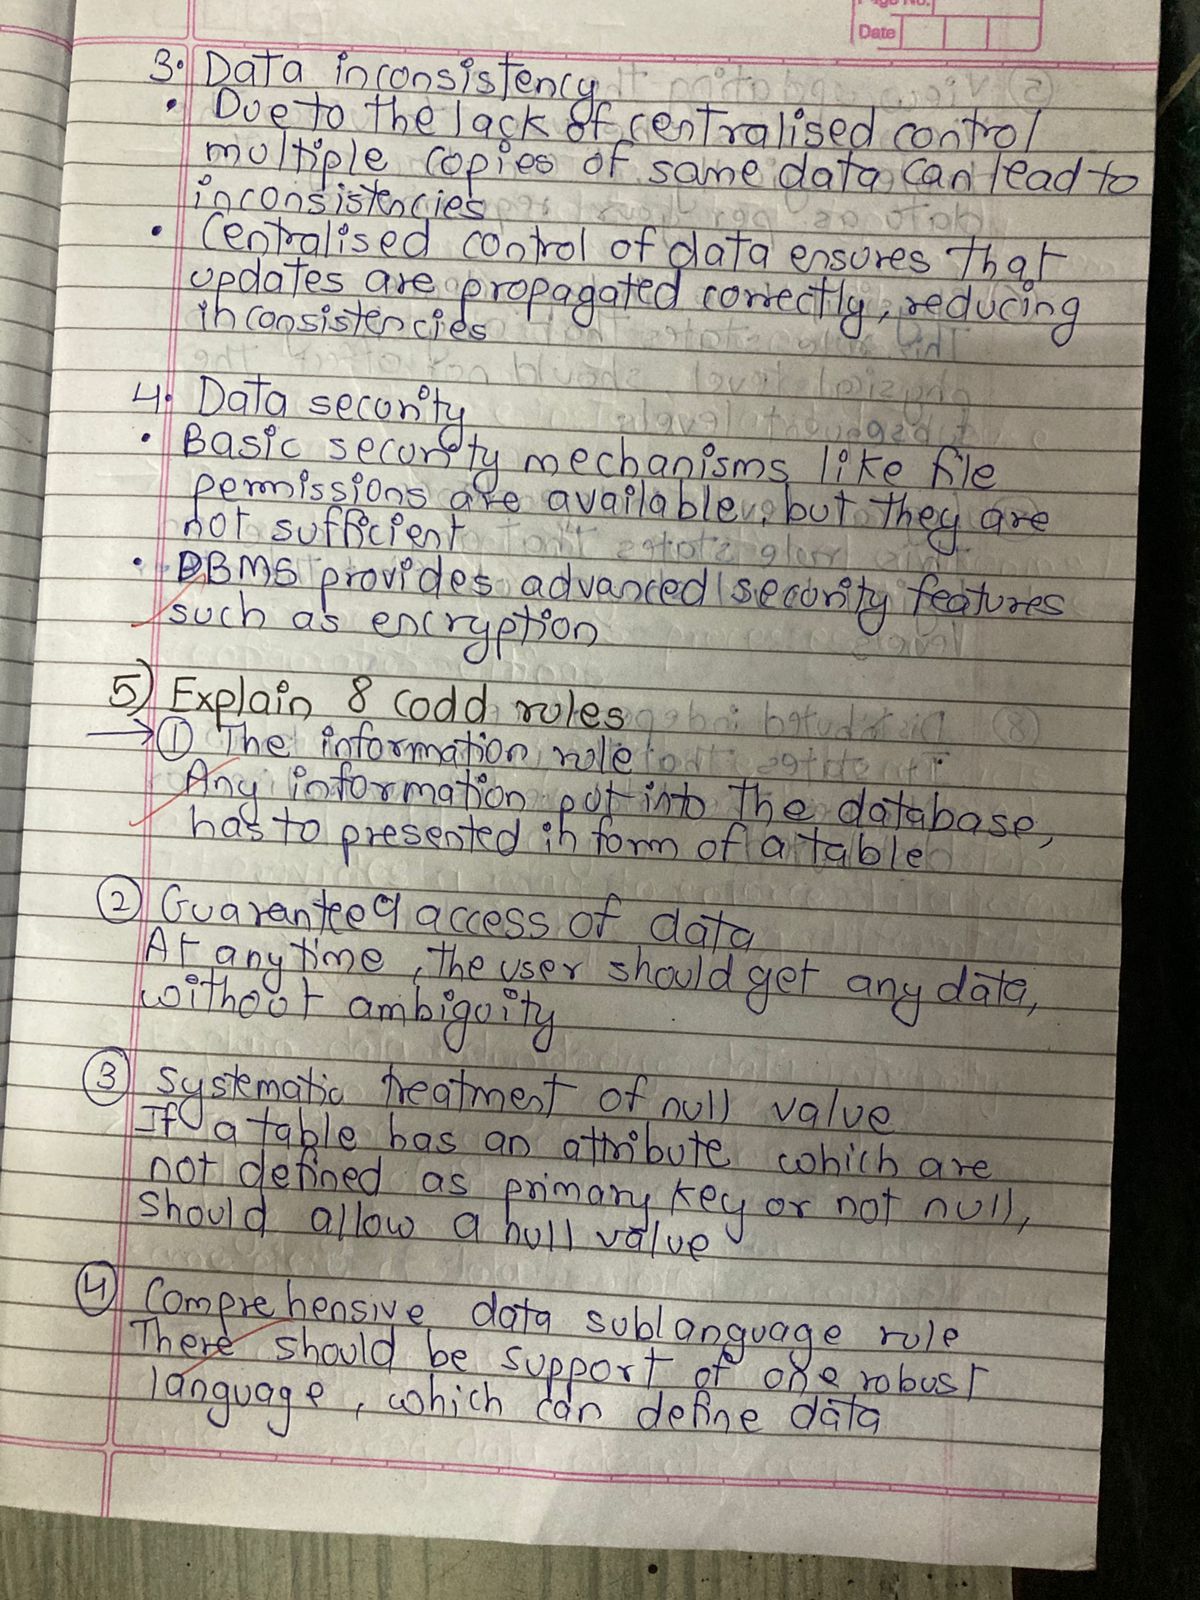 Page No.
Date
3. Data inconsistency
• Due to the lack of centralised control
multiple copies of same data can lead to
inconsistencies
• Centralised control of data ensures that
updates are propagated correctly, reducing
inconsistencies
4. Data security
• Basic security mechanisms like file
permissions are available, but they are
not sufficient
• DBMS provides advanced security features
such as encryption
5) Explain 8 codd rules
→ ① The information rule
Any information put into the database,
has to presented in form of a table
② Guaranteed access of data
At any time, the user should get any data,
without ambiguity
③ Systematic treatment of null value
If a table has an attribute which are
not defined as primary key or not null,
should allow a null value
④ Comprehensive data sublanguage rule
There should be support of one robust
language, which can define data